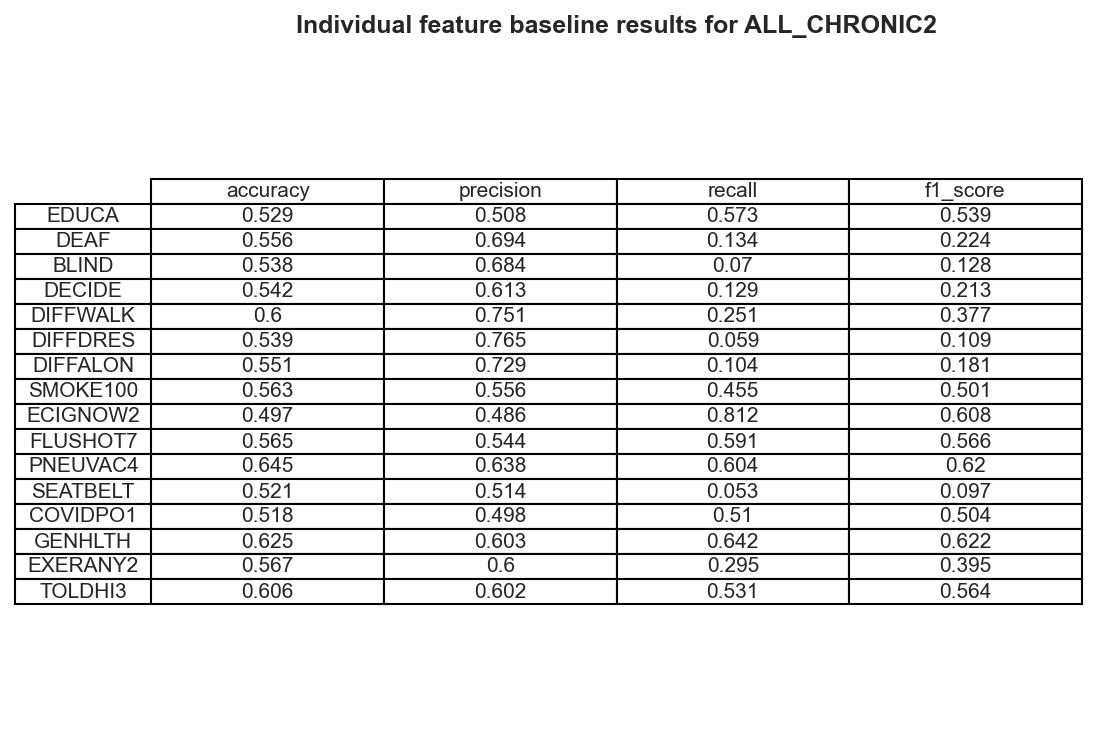 Individual feature baseline results for ALL_CHRONIC2
accuracy precision recall f1_score
EDUCA 0.529 0.508 0.573 0.539
DEAF 0.556 0.694 0.134 0.224
BLIND 0.538 0.684 0.07 0.128
DECIDE 0.542 0.613 0.129 0.213
DIFFWALK 0.6 0.751 0.251 0.377
DIFFDRES 0.539 0.765 0.059 0.109
DIFFALON 0.551 0.729 0.104 0.181
SMOKE100 0.563 0.556 0.455 0.501
ECIGNOW2 0.497 0.486 0.812 0.608
FLUSHOT7 0.565 0.544 0.591 0.566
PNEUVAC4 0.645 0.638 0.604 0.62
SEATBELT 0.521 0.514 0.053 0.097
COVIDPO1 0.518 0.498 0.51 0.504
GENHLTH 0.625 0.603 0.642 0.622
EXERANY2 0.567 0.6 0.295 0.395
TOLDHI3 0.606 0.602 0.531 0.564